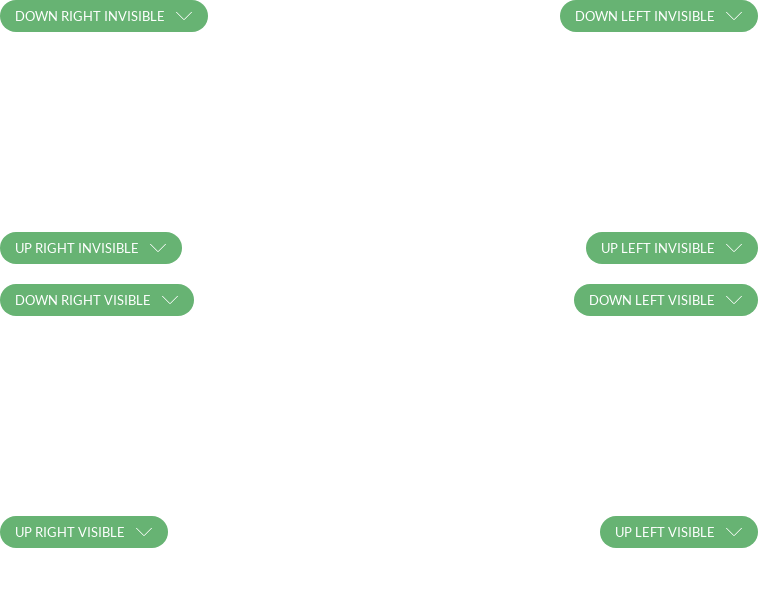 DOWN RIGHT INVISIBLE
DOWN LEFT INVISIBLE
UP RIGHT INVISIBLE
UP LEFT INVISIBLE
DOWN RIGHT VISIBLE
DOWN LEFT VISIBLE
UP RIGHT VISIBLE
UP LEFT VISIBLE